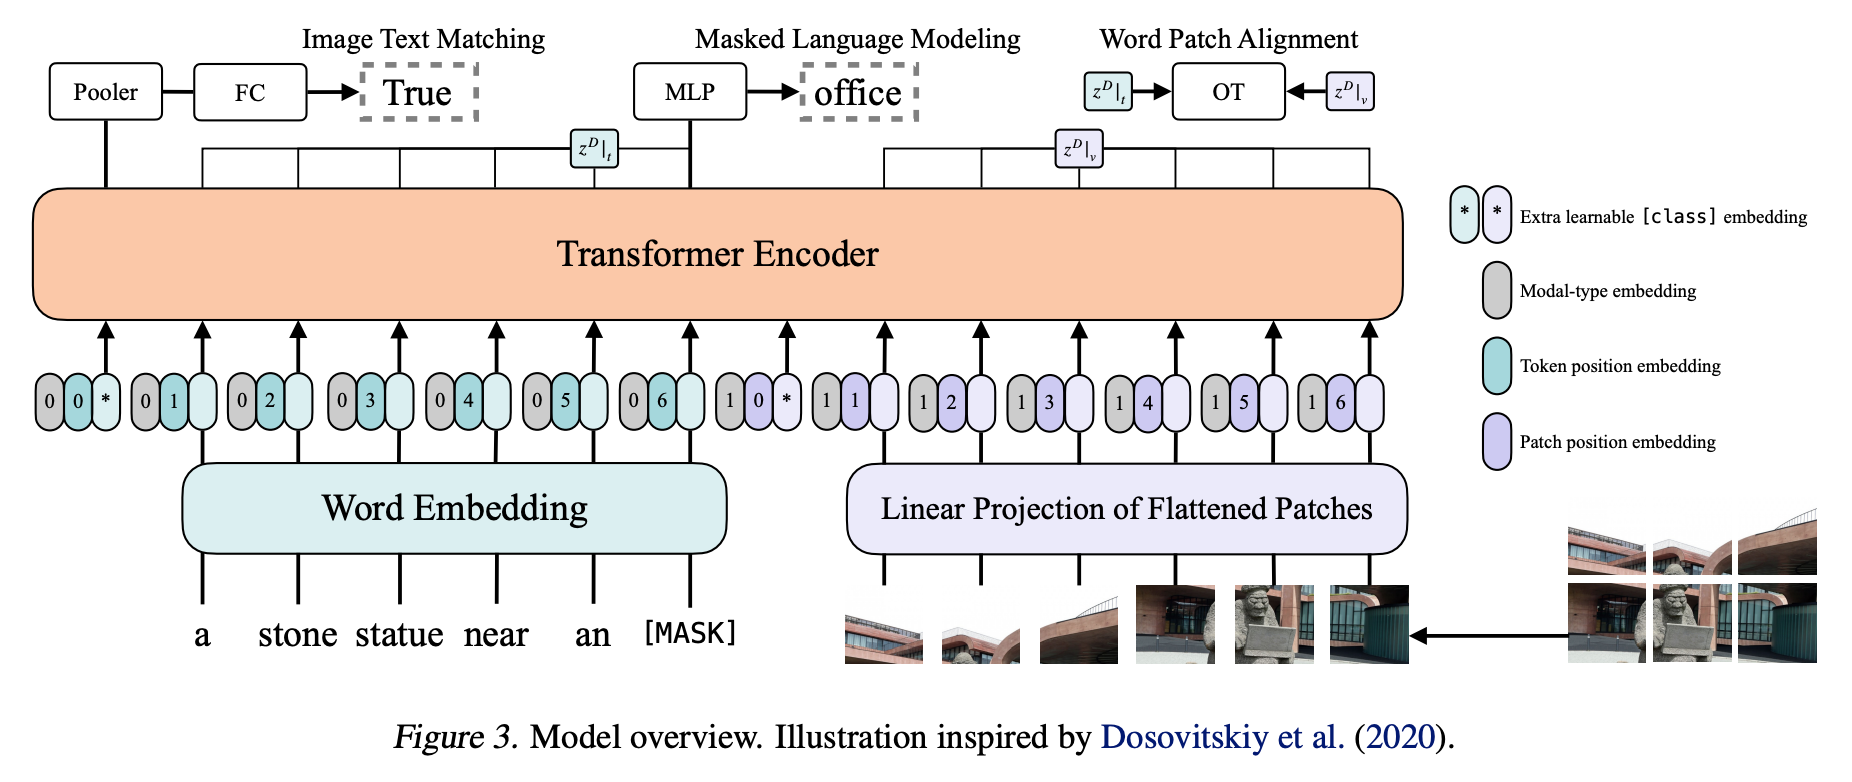 Image Text Matching
Masked Language Modeling
Word Patch Alignment
Pooler
FC
True
MLP
office
z^D|_t
OT
z^D|_v
z^D|_t
z^D|_v
Transformer Encoder
* * Extra learnable [class] embedding
Modal-type embedding
Token position embedding
Patch position embedding
0 0 * 0 1 0 2 0 3 0 4 0 5 0 6 1 0 * 1 1 1 2 1 3 1 4 1 5 1 6
Word Embedding
Linear Projection of Flattened Patches
a stone statue near an [MASK]
Figure 3. Model overview. Illustration inspired by Dosovitskiy et al. (2020).